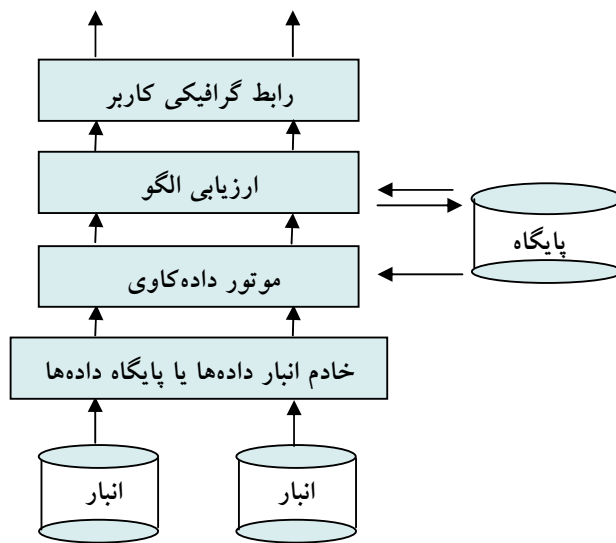 رابط گرافیکی کاربر
ارزیابی الگو
پایگاه
موتور داده‌کاوی
خادم انبار داده‌ها یا پایگاه داده‌ها
انبار
انبار